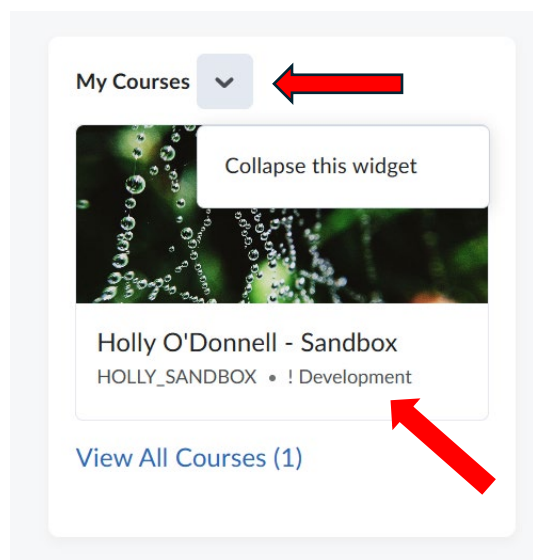 My Courses
Collapse this widget
Holly O'Donnell - Sandbox
HOLLY_SANDBOX • ! Development
View All Courses (1)